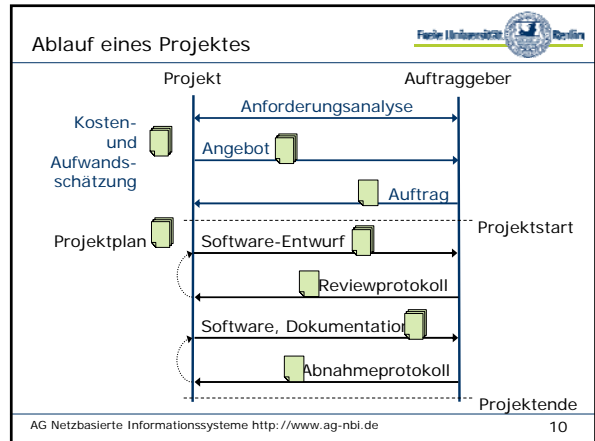 Ablauf eines Projektes
Freie Universität Berlin
Projekt
Auftraggeber
Anforderungsanalyse
Kosten-
und
Aufwands-
schätzung
Angebot
Auftrag
Projektstart
Projektplan
Software-Entwurf
Reviewprotokoll
Software, Dokumentation
Abnahmeprotokoll
Projektende
AG Netzbasierte Informationssysteme http://www.ag-nbi.de
10